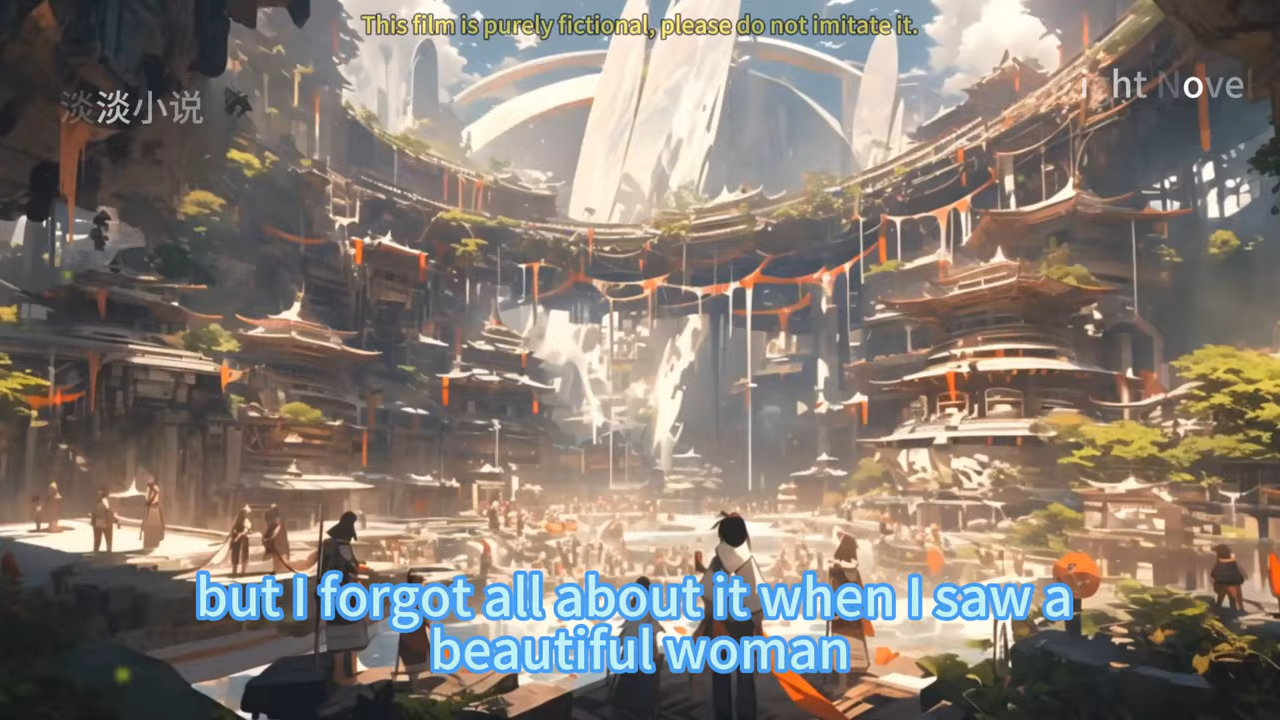 This film is purely fictional, please do not imitate it.
淡淡小说
ight Novel
but I forgot all about it when I saw a
beautiful woman